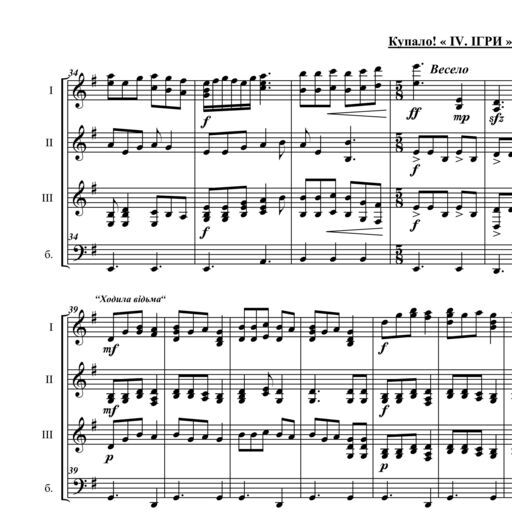 Купало! « IV. ІГРИ »
34
Весело
I
ff
mp
sfz
f
II
f
III
f
f
34
б.
39
"Ходила відьма"
I
mf
f
II
mf
f
III
p
p
39
б.